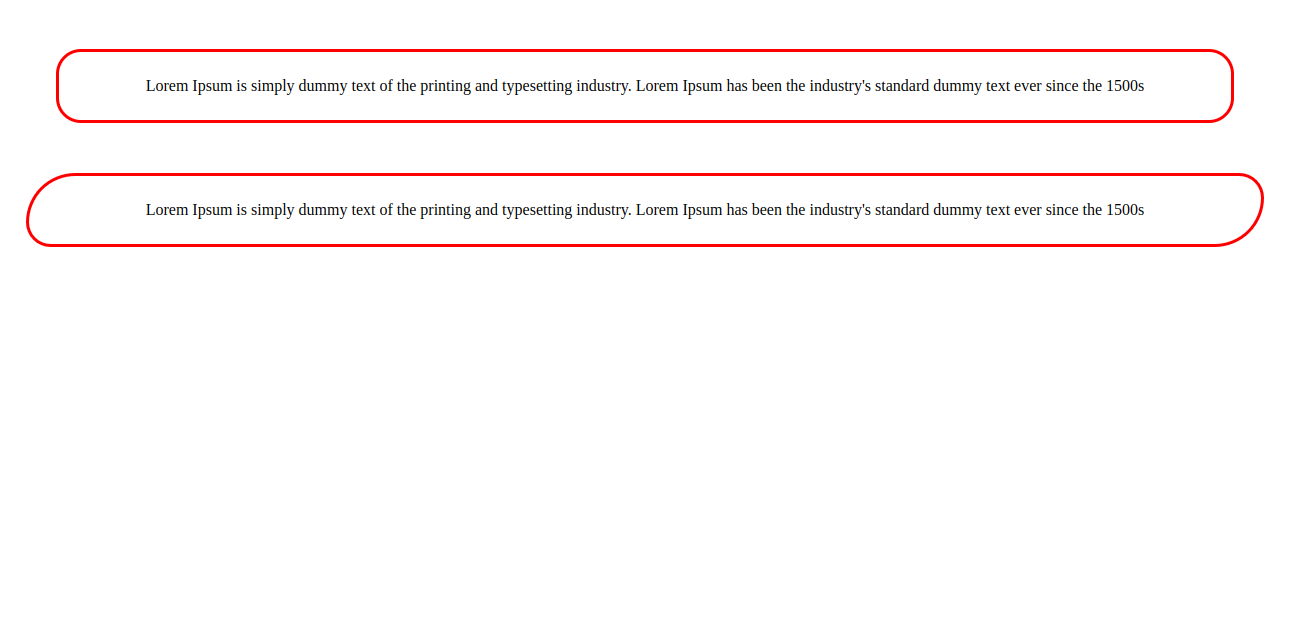 Lorem Ipsum is simply dummy text of the printing and typesetting industry. Lorem Ipsum has been the industry's standard dummy text ever since the 1500s
Lorem Ipsum is simply dummy text of the printing and typesetting industry. Lorem Ipsum has been the industry's standard dummy text ever since the 1500s